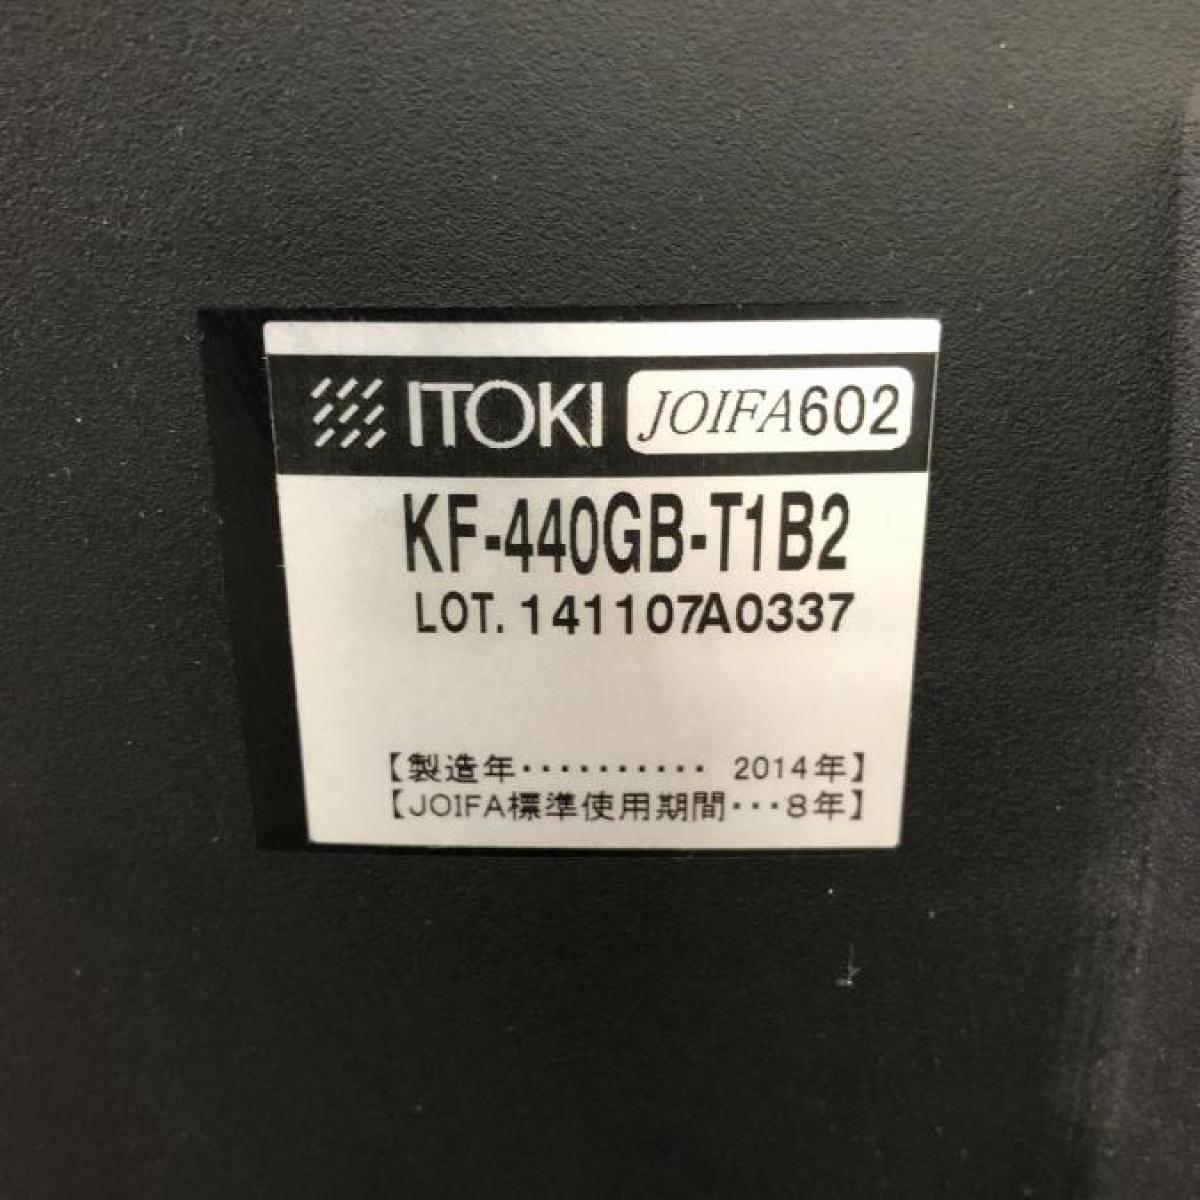 ITOKI JOIFA602
KF-440GB-T1B2
LOT. 141107A0337
【製造年･･････････ 2014年】
【JOIFA標準使用期間･･･8年】